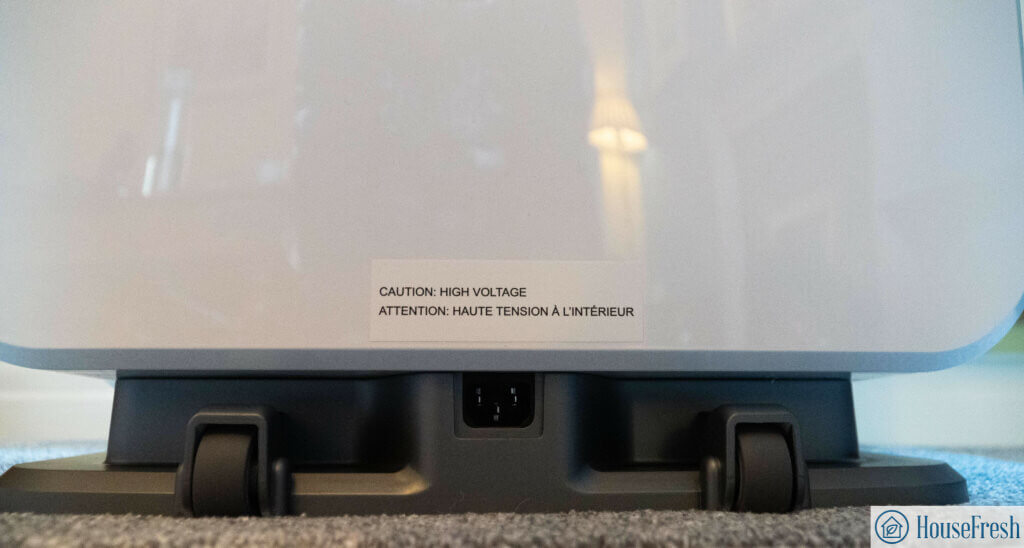 CAUTION: HIGH VOLTAGE
ATTENTION: HAUTE TENSION À L'INTÉRIEUR
HouseFresh